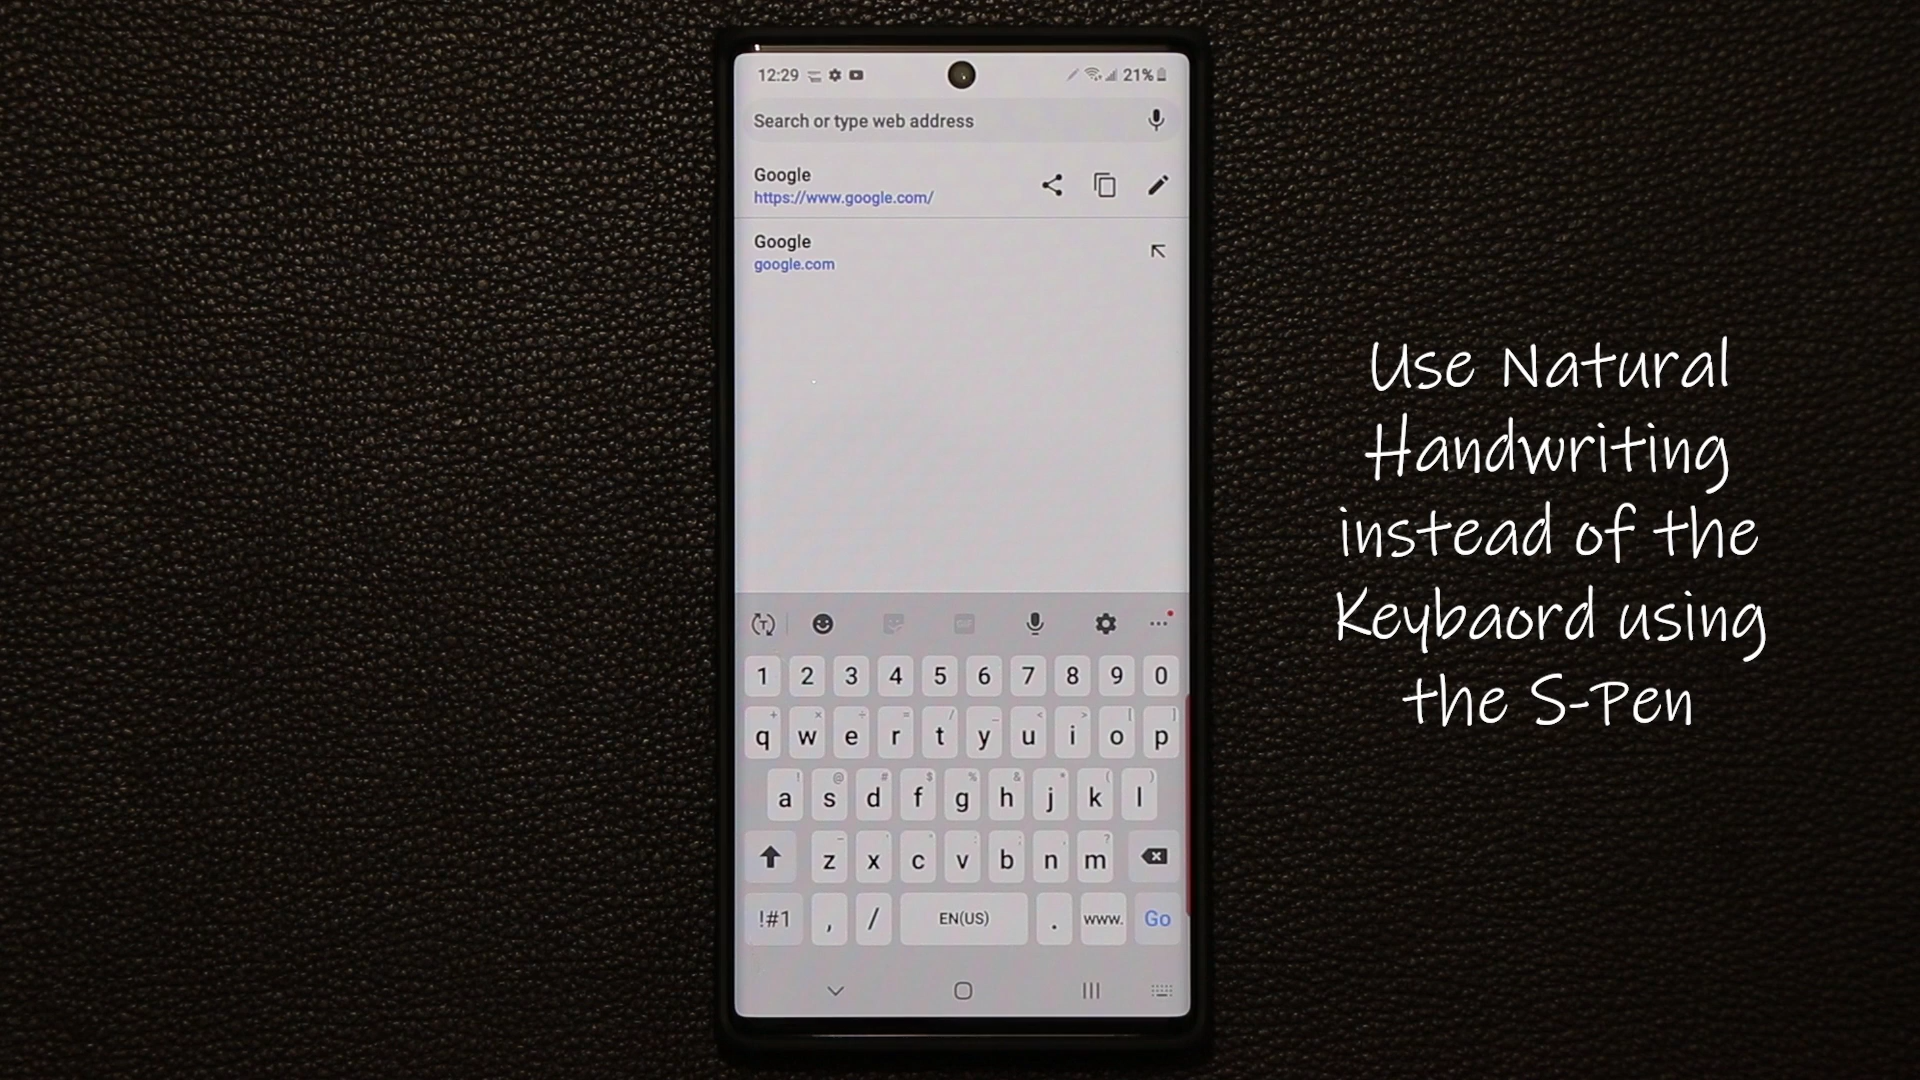 12:29 21%
Search or type web address
Google
https://www.google.com/
Google
google.com
Use Natural
Handwriting
instead of the
Keybaord using
the S-Pen
GIF
1 2 3 4 5 6 7 8 9 0
+ × ÷ = / _ < > [ ]
q w e r t y u i o p
! @ # $ % & * ( )
a s d f g h j k l
z x c v b n m
!#1 , / EN(US) . www. Go